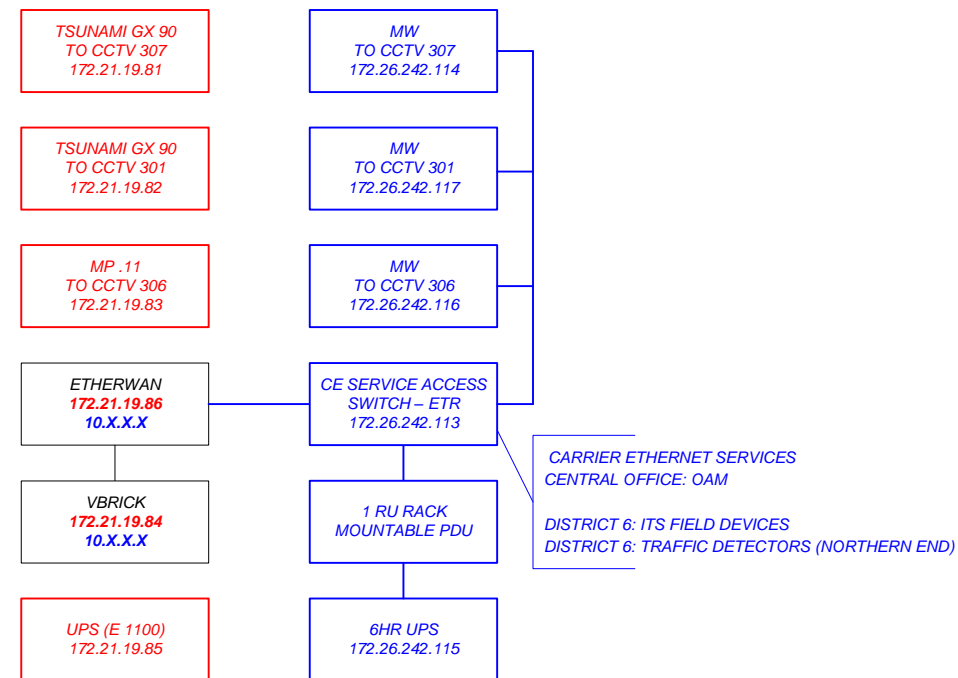 TSUNAMI GX 90
TO CCTV 307
172.21.19.81
MW
TO CCTV 307
172.26.242.114
TSUNAMI GX 90
TO CCTV 301
172.21.19.82
MW
TO CCTV 301
172.26.242.117
MP .11
TO CCTV 306
172.21.19.83
MW
TO CCTV 306
172.26.242.116
ETHERWAN
172.21.19.86
10.X.X.X
CE SERVICE ACCESS
SWITCH – ETR
172.26.242.113
CARRIER ETHERNET SERVICES
CENTRAL OFFICE: OAM
DISTRICT 6: ITS FIELD DEVICES
DISTRICT 6: TRAFFIC DETECTORS (NORTHERN END)
VBRICK
172.21.19.84
10.X.X.X
1 RU RACK
MOUNTABLE PDU
UPS (E 1100)
172.21.19.85
6HR UPS
172.26.242.115